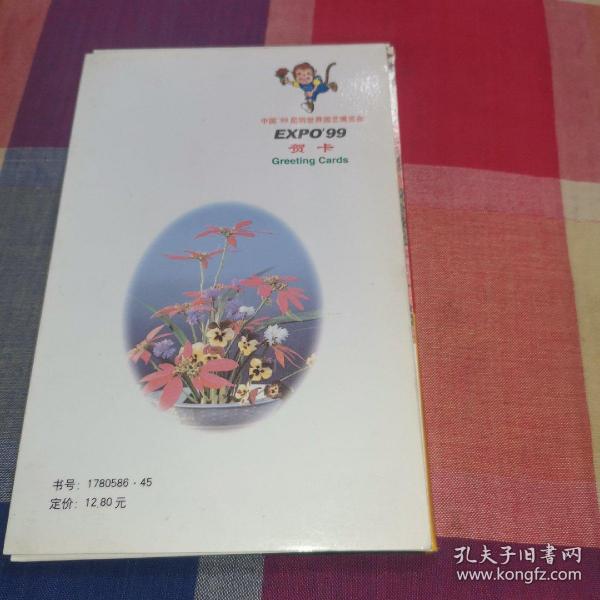 中国'99昆明世界园艺博览会
EXPO'99
贺卡
Greeting Cards
书号：1780586·45
定价：12.80元
孔夫子旧书网
www.kongfz.com